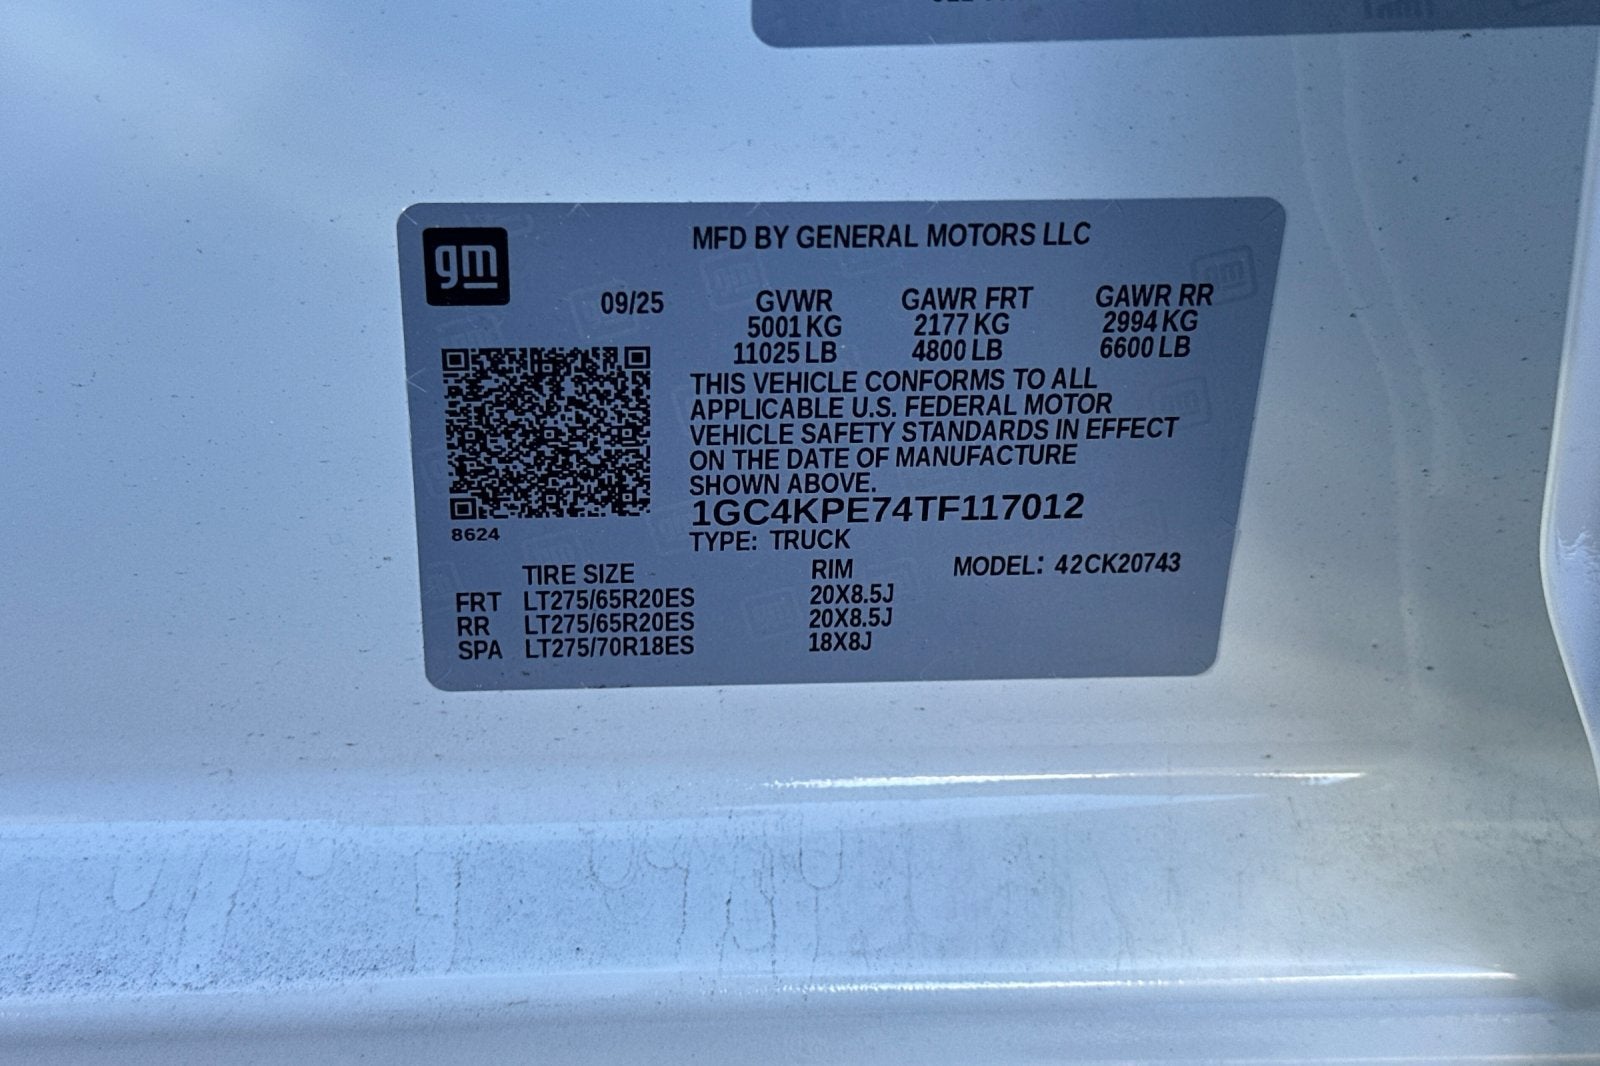 gm
MFD BY GENERAL MOTORS LLC
09/25 GVWR GAWR FRT GAWR RR
5001 KG 2177 KG 2994 KG
11025 LB 4800 LB 6600 LB
THIS VEHICLE CONFORMS TO ALL
APPLICABLE U.S. FEDERAL MOTOR
VEHICLE SAFETY STANDARDS IN EFFECT
ON THE DATE OF MANUFACTURE
SHOWN ABOVE.
1GC4KPE74TF117012
8624
TYPE: TRUCK
TIRE SIZE RIM MODEL: 42CK20743
FRT LT275/65R20ES 20X8.5J
RR LT275/65R20ES 20X8.5J
SPA LT275/70R18ES 18X8J